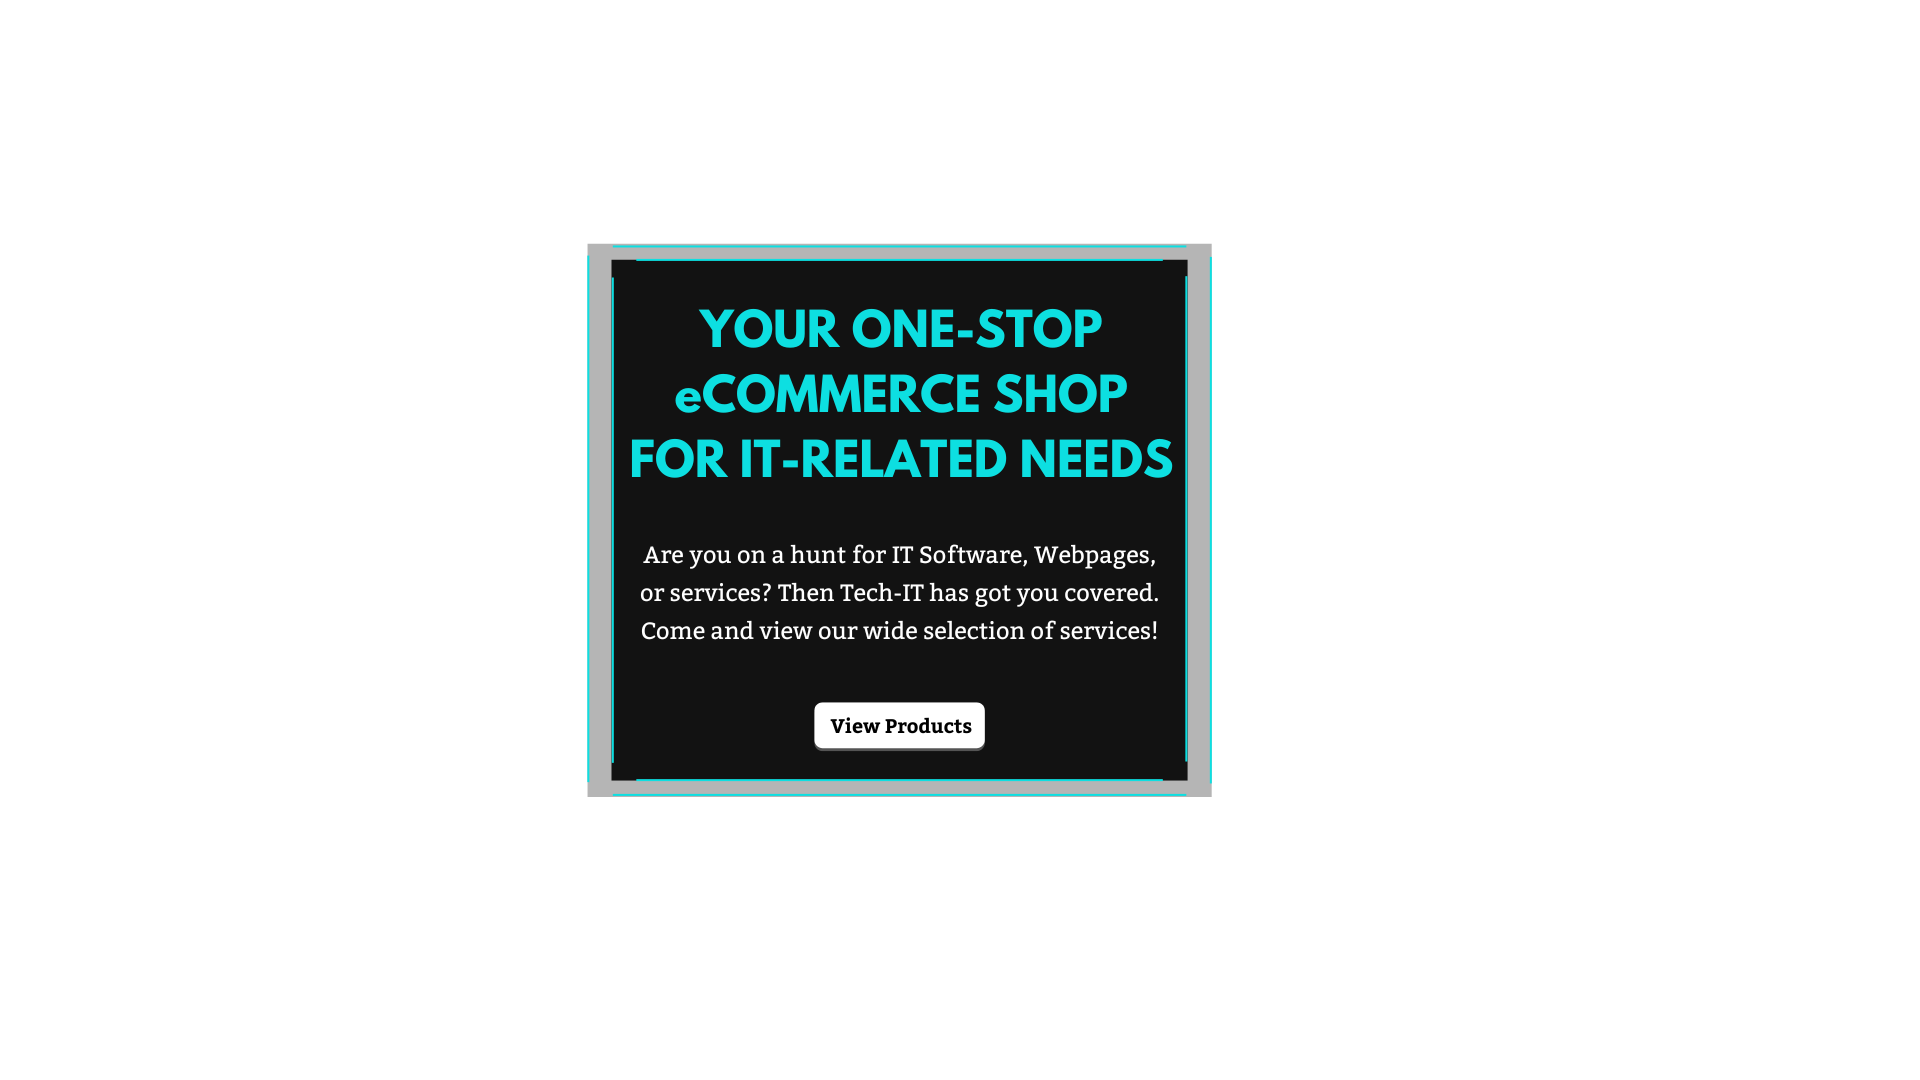 YOUR ONE-STOP
eCOMMERCE SHOP
FOR IT-RELATED NEEDS
Are you on a hunt for IT Software, Webpages,
or services? Then Tech-IT has got you covered.
Come and view our wide selection of services!
View Products